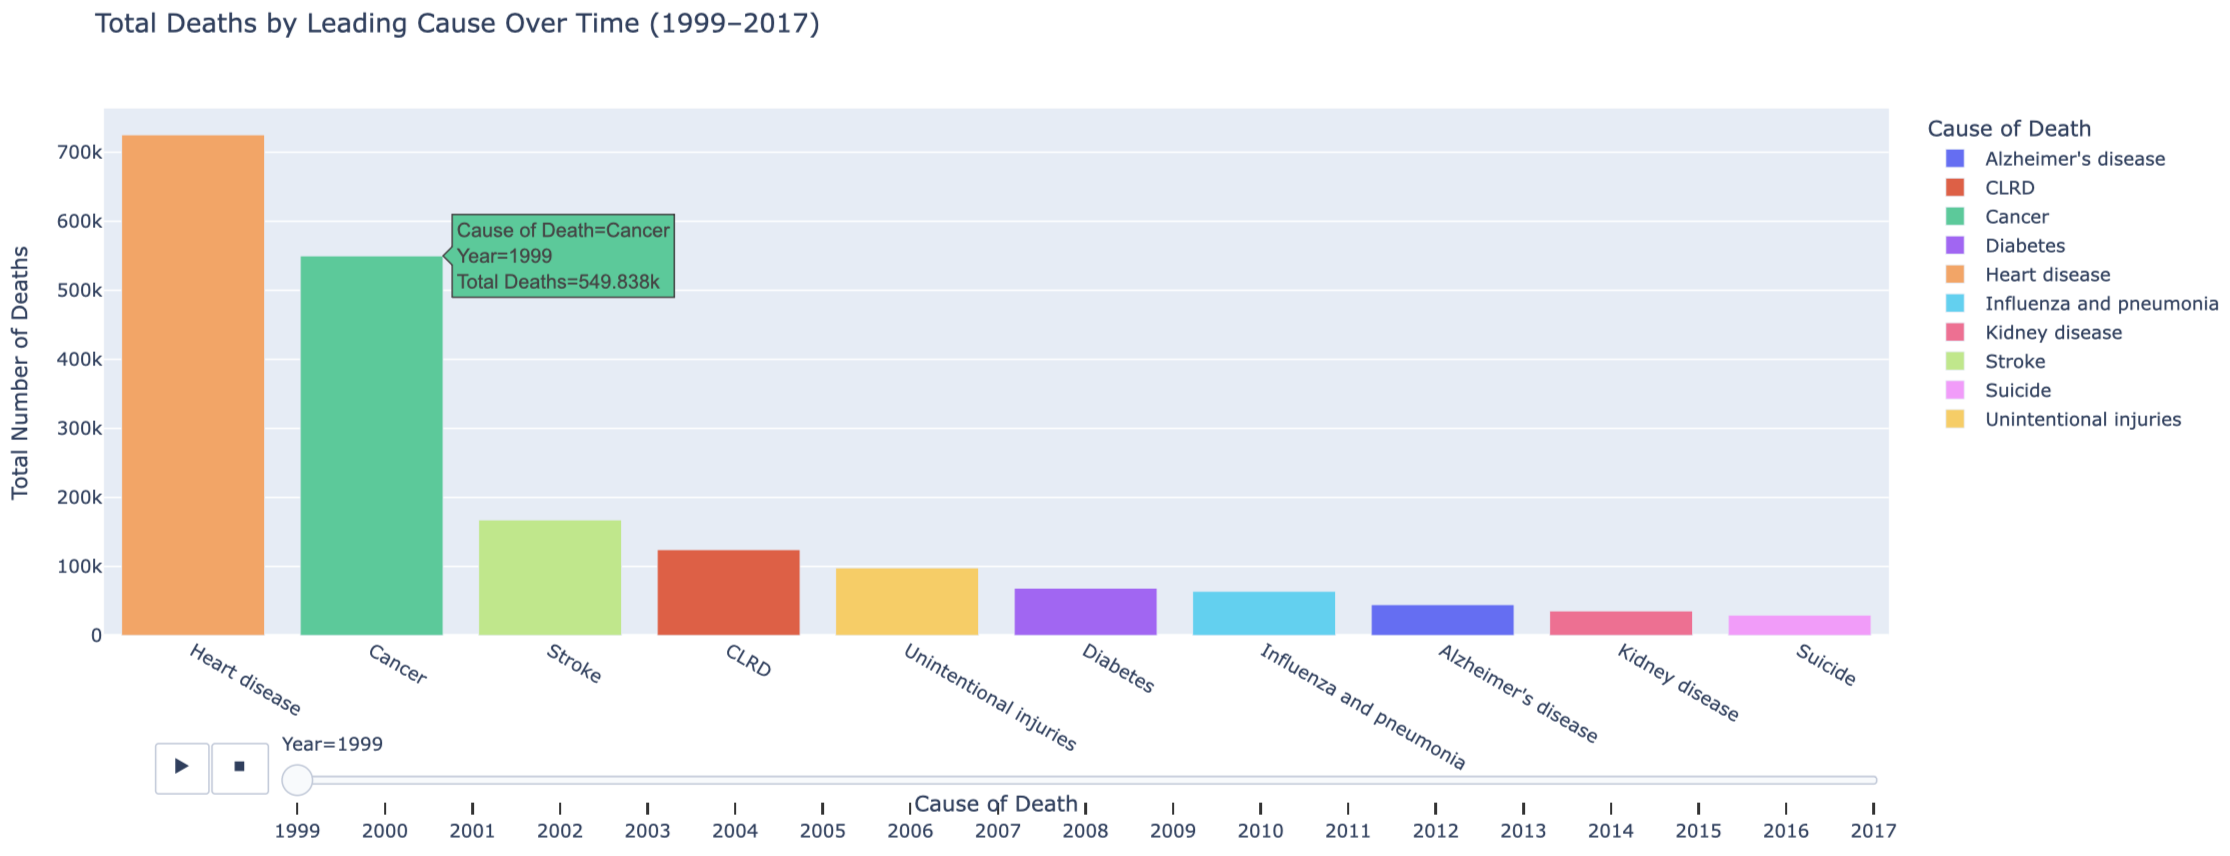 Total Deaths by Leading Cause Over Time (1999–2017)
Total Number of Deaths
700k
600k
500k
400k
300k
200k
100k
0
Cause of Death=Cancer
Year=1999
Total Deaths=549.838k
Cause of Death
Alzheimer's disease
CLRD
Cancer
Diabetes
Heart disease
Influenza and pneumonia
Kidney disease
Stroke
Suicide
Unintentional injuries
Heart disease
Cancer
Stroke
CLRD
Unintentional injuries
Diabetes
Influenza and pneumonia
Alzheimer's disease
Kidney disease
Suicide
Year=1999
Cause of Death
1999 2000 2001 2002 2003 2004 2005 2006 2007 2008 2009 2010 2011 2012 2013 2014 2015 2016 2017